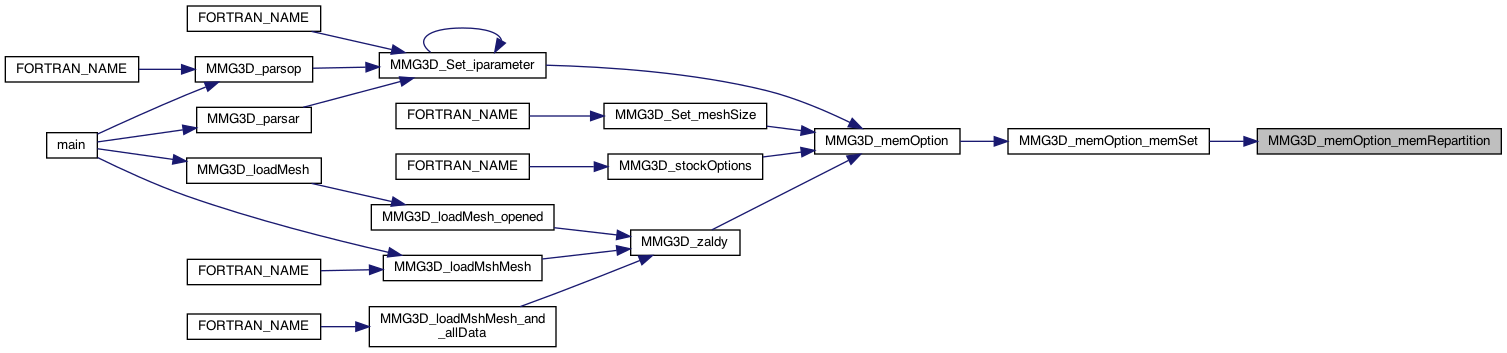 FORTRAN_NAME
MMG3D_Set_iparameter
FORTRAN_NAME
MMG3D_parsop
FORTRAN_NAME
MMG3D_Set_meshSize
MMG3D_parsar
main
MMG3D_memOption
MMG3D_memOption_memSet
MMG3D_memOption_memRepartition
FORTRAN_NAME
MMG3D_stockOptions
MMG3D_loadMesh
MMG3D_loadMesh_opened
MMG3D_zaldy
FORTRAN_NAME
MMG3D_loadMshMesh
FORTRAN_NAME
MMG3D_loadMshMesh_and
_allData